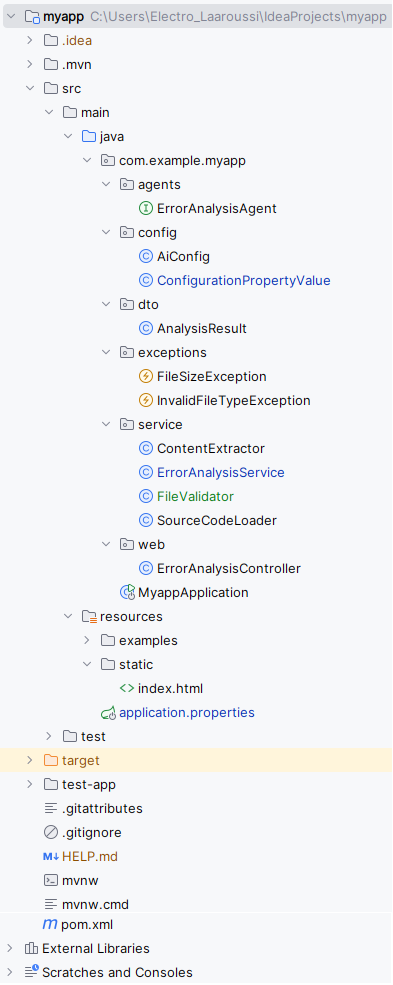 myapp C:\Users\Electro_Laaroussi\IdeaProjects\myapp
.idea
.mvn
src
main
java
com.example.myapp
agents
ErrorAnalysisAgent
config
AiConfig
ConfigurationPropertyValue
dto
AnalysisResult
exceptions
FileSizeException
InvalidFileTypeException
service
ContentExtractor
ErrorAnalysisService
FileValidator
SourceCodeLoader
web
ErrorAnalysisController
MyappApplication
resources
examples
static
index.html
application.properties
test
target
test-app
.gitattributes
.gitignore
HELP.md
mvnw
mvnw.cmd
pom.xml
External Libraries
Scratches and Consoles